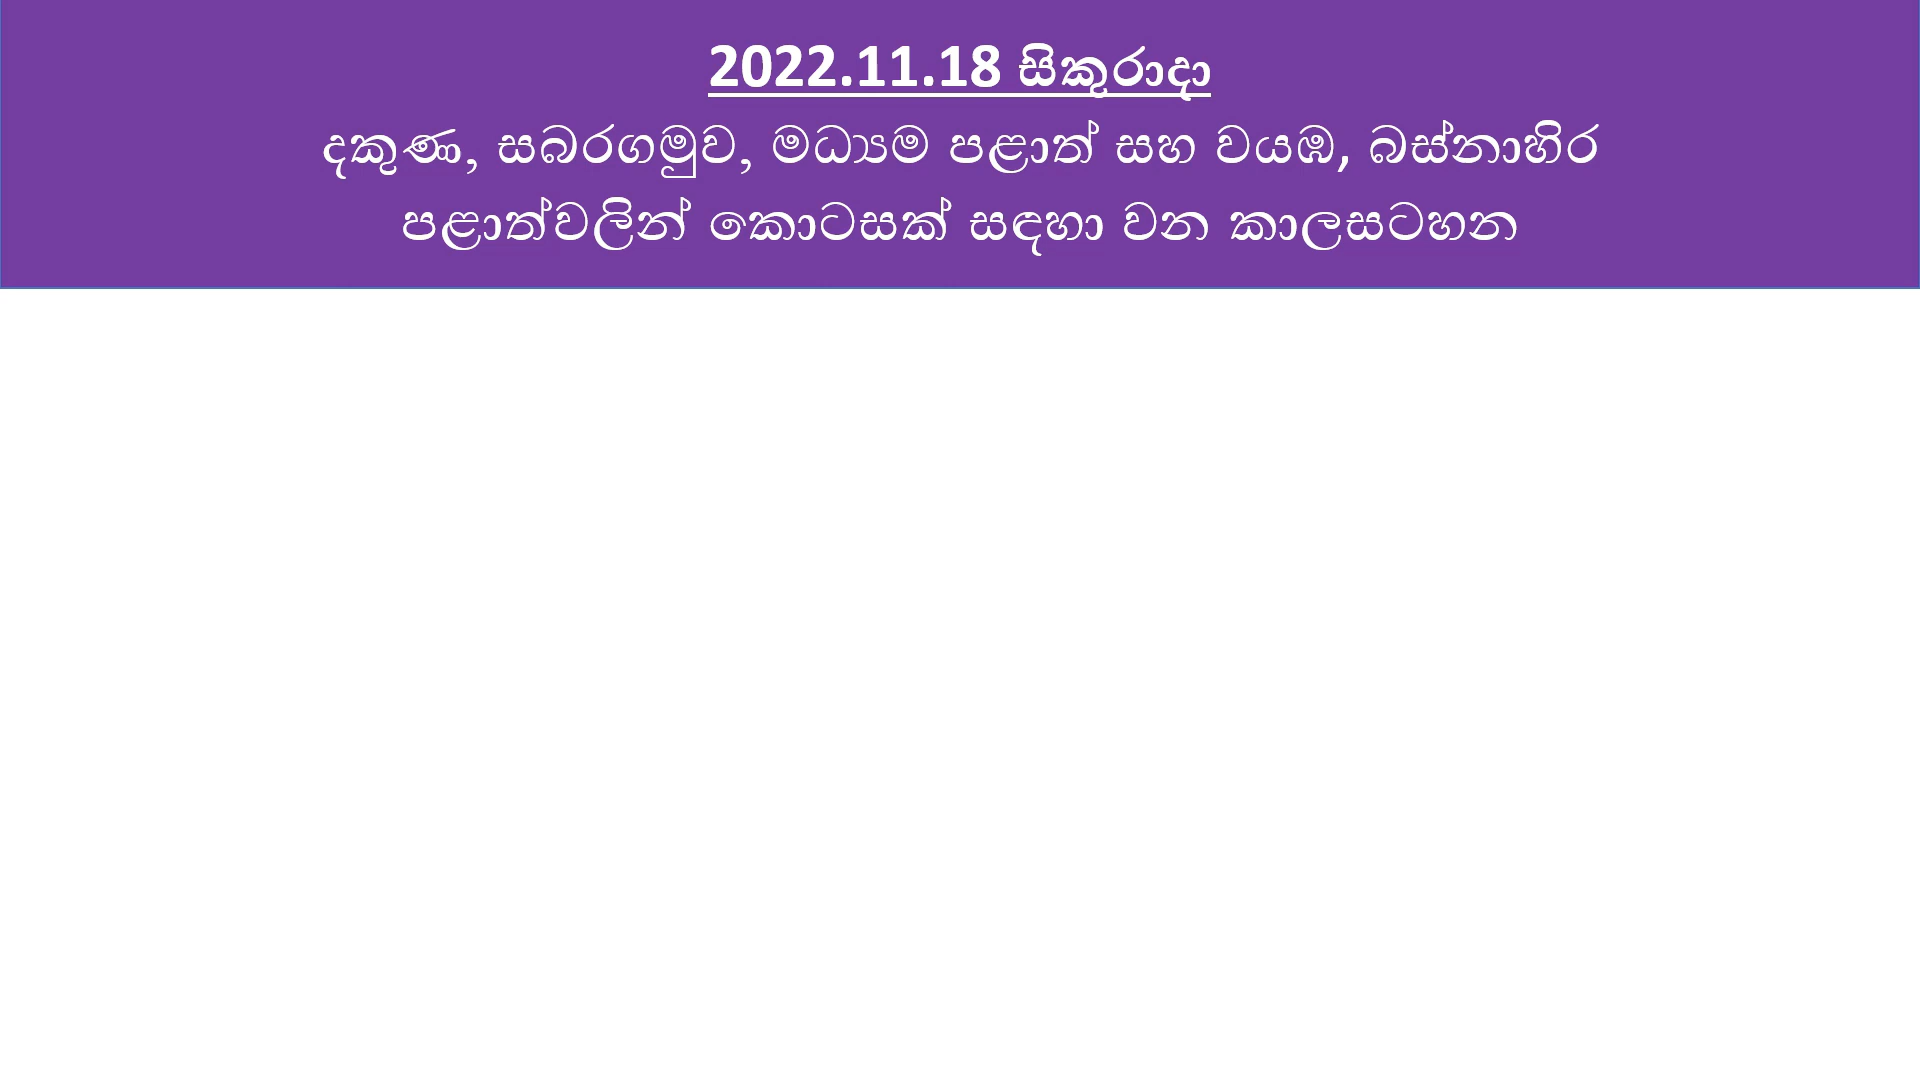 2022.11.18 සිකුරාදා
දකුණ, සබරගමුව, මධ්‍යම පළාත් සහ වයඹ, බස්නාහිර
පළාත්වලින් කොටසක් සඳහා වන කාලසටහන